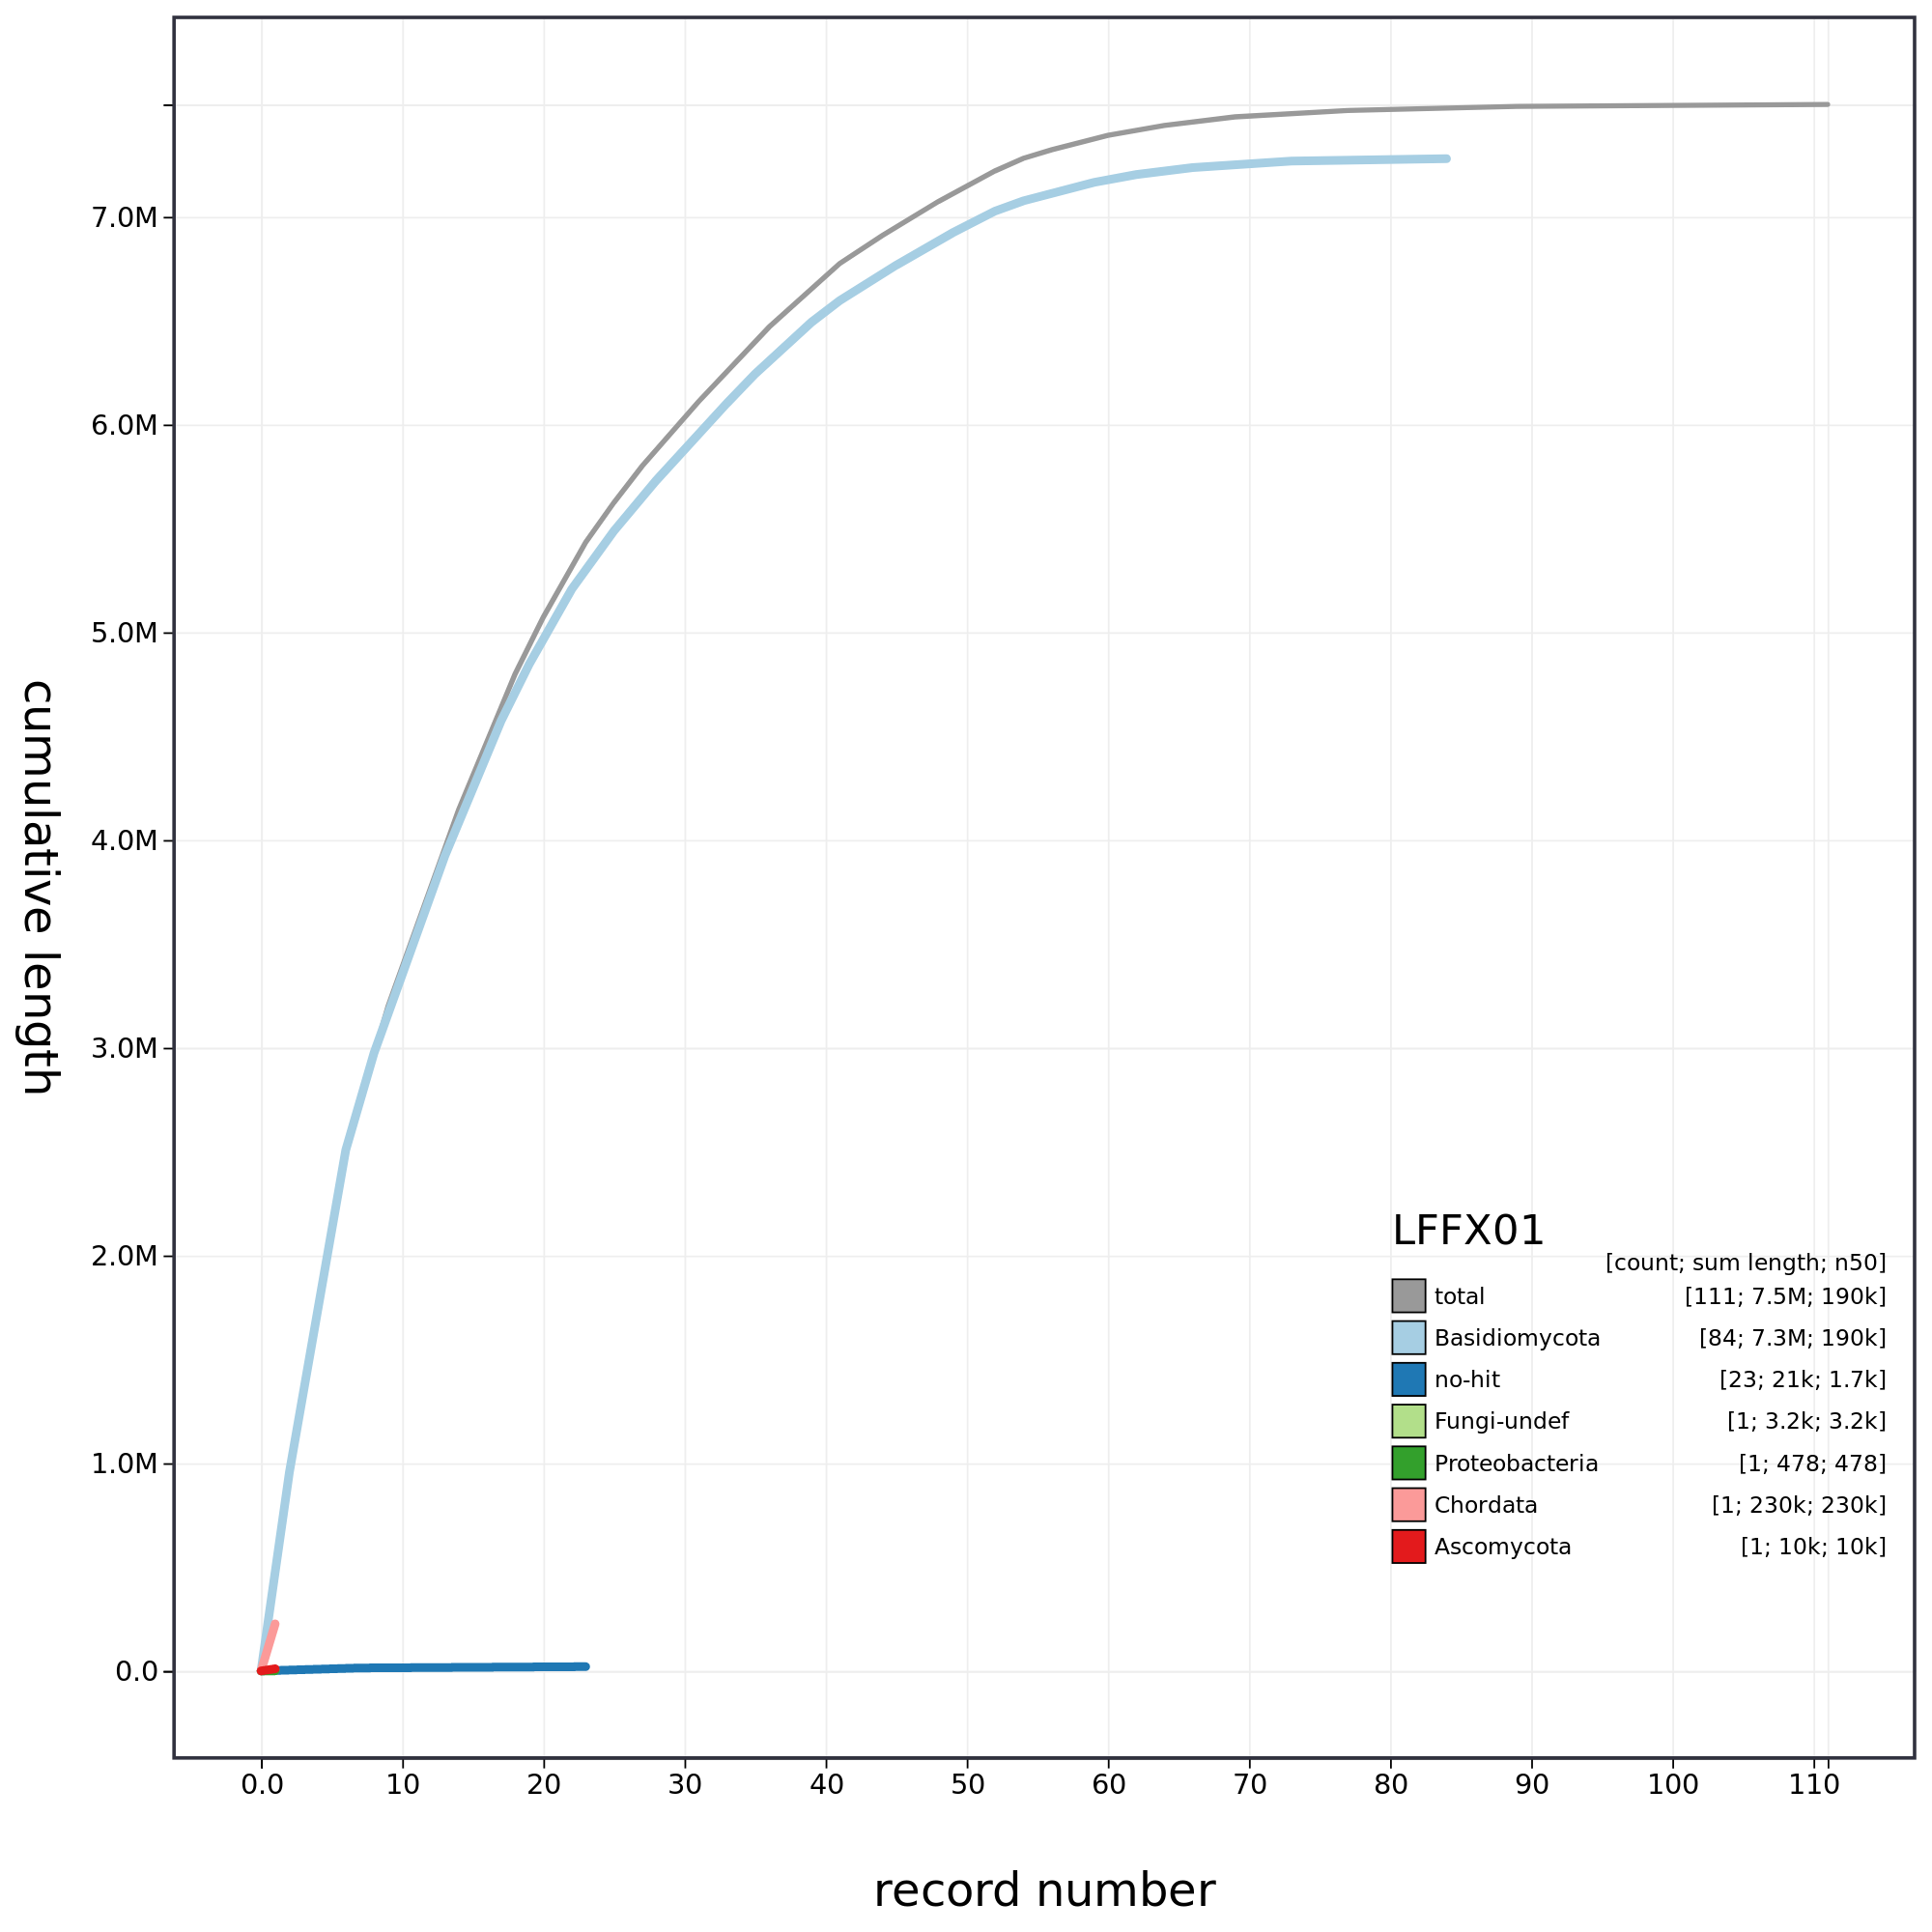 cumulative length
7.0M
6.0M
5.0M
4.0M
3.0M
2.0M
1.0M
0.0
LFFX01
[count; sum length; n50]
total [111; 7.5M; 190k]
Basidiomycota [84; 7.3M; 190k]
no-hit [23; 21k; 1.7k]
Fungi-undef [1; 3.2k; 3.2k]
Proteobacteria [1; 478; 478]
Chordata [1; 230k; 230k]
Ascomycota [1; 10k; 10k]
0.0 10 20 30 40 50 60 70 80 90 100 110
record number